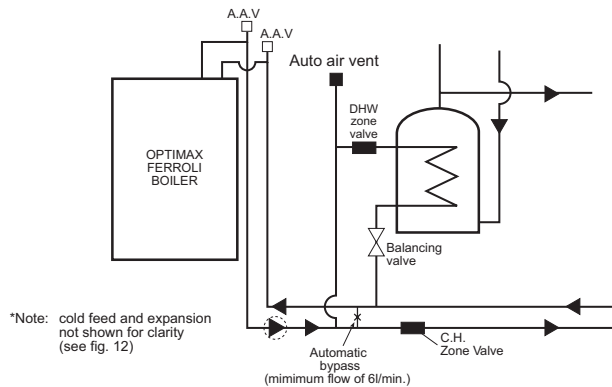 A.A.V
A.A.V
Auto air vent
DHW
zone
valve
OPTIMAX
FERROLI
BOILER
Balancing
valve
*Note: cold feed and expansion
not shown for clarity
(see fig. 12)
Automatic
bypass
(mimimum flow of 6l/min.)
C.H.
Zone Valve